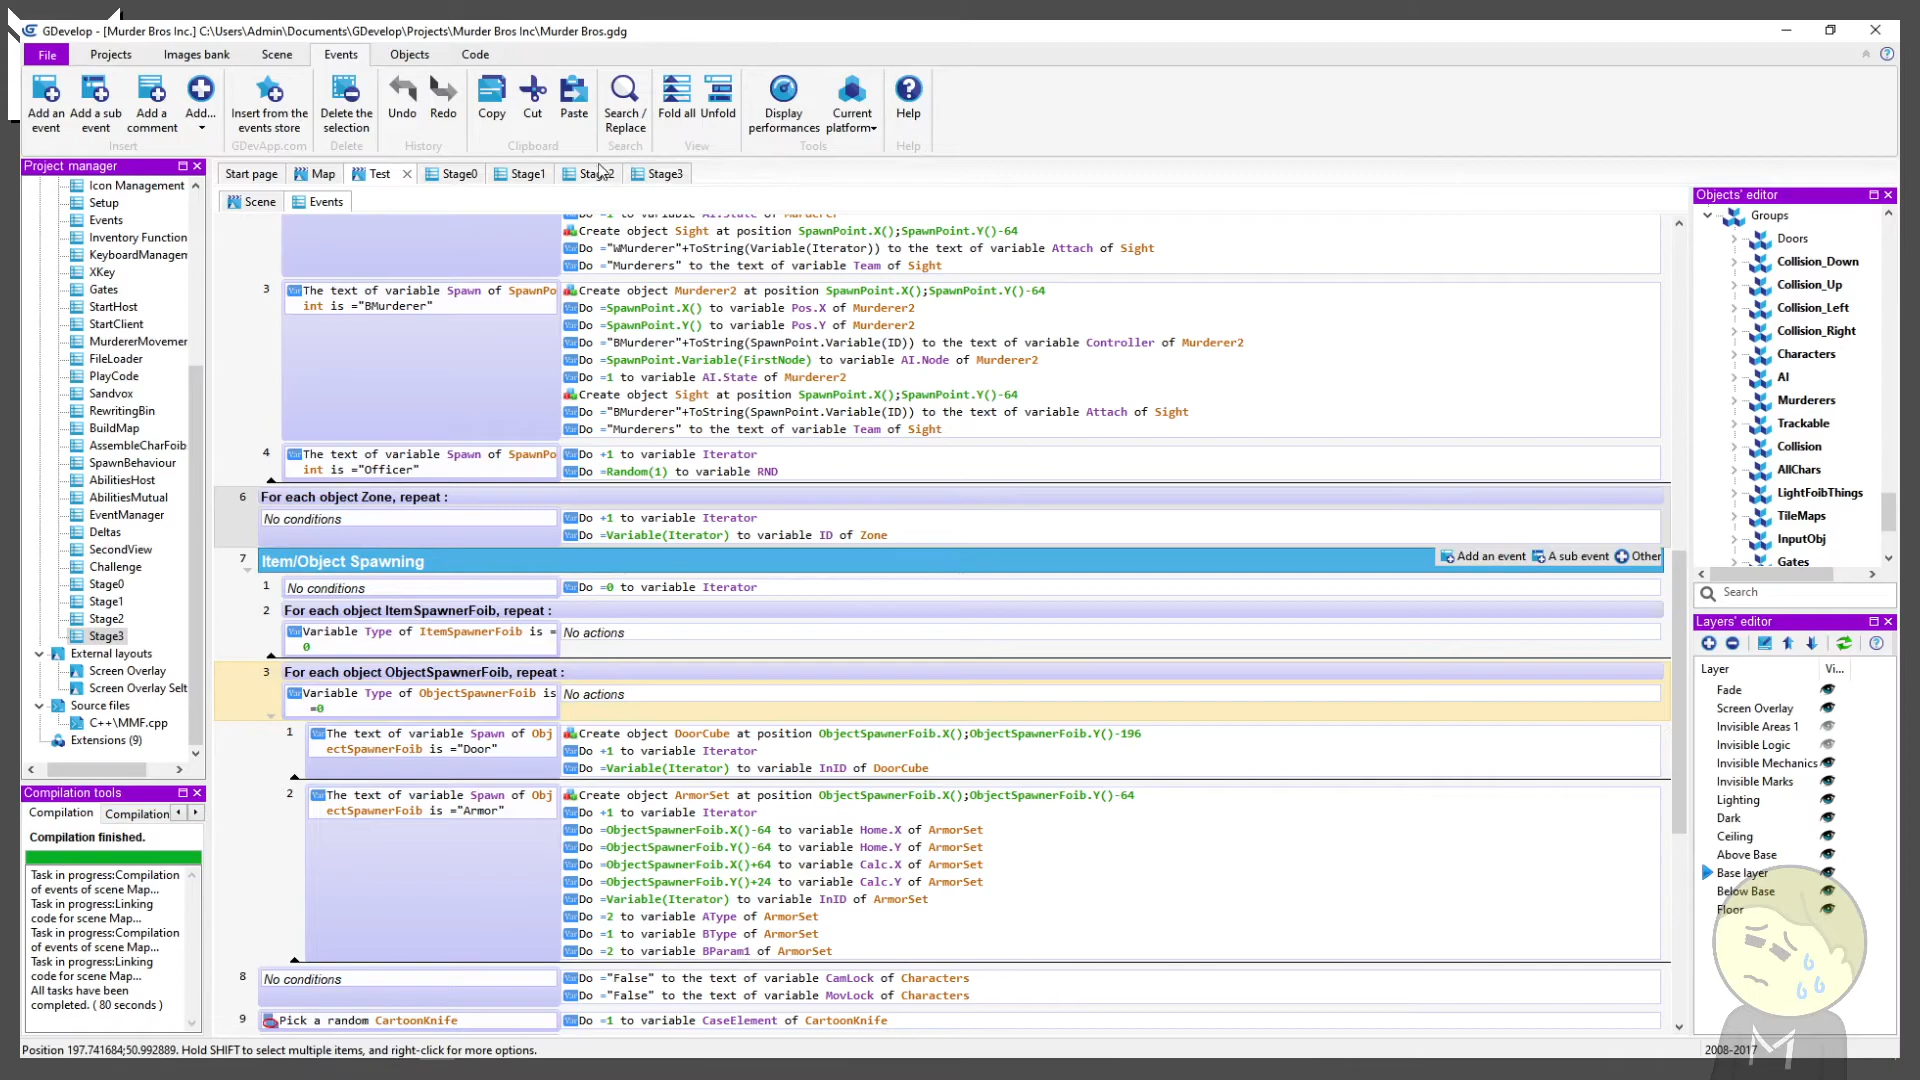 GDevelop - [Murder Bros Inc.] C:\Users\Admin\Documents\GDevelop\Projects\Murder Bros Inc\Murder Bros.gdg
File Projects Images bank Scene Events Objects Code
Add an event
Add a sub event
Add a comment
Add...
Insert from the events store
Delete the selection
Undo
Redo
Copy
Cut
Paste
Search / Replace
Fold all
Unfold
Display performances
Current platform
Help
Insert GDevApp.com Delete History Clipboard Search View Tools Help
Project manager
Icon Management
Setup
Events
Inventory Function
KeyboardManagem
XKey
Gates
StartHost
StartClient
MurdererMovemer
FileLoader
PlayCode
Sandvox
RewritingBin
BuildMap
AssembleCharFoib
SpawnBehaviour
AbilitiesHost
AbilitiesMutual
EventManager
Deltas
SecondView
Challenge
Stage0
Stage1
Stage2
Stage3
External layouts
Screen Overlay
Screen Overlay Selt
Source files
C++\MMF.cpp
Extensions (9)
Compilation tools
Compilation Compilation
Compilation finished.
Task in progress:Compilation
of events of scene Map...
Task in progress:Linking
code for scene Map...
Task in progress:Compilation
of events of scene Map...
Task in progress:Linking
code for scene Map...
All tasks have been
completed. ( 80 seconds )
Start page Map Test Stage0 Stage1 Stage2 Stage3
Scene Events
Do =1 to variable AI.State of Murderer
Create object Sight at position SpawnPoint.X();SpawnPoint.Y()-64
Do ="WMurderer"+ToString(Variable(Iterator)) to the text of variable Attach of Sight
Do ="Murderers" to the text of variable Team of Sight
3 The text of variable Spawn of SpawnPo
int is ="BMurderer"
Create object Murderer2 at position SpawnPoint.X();SpawnPoint.Y()-64
Do =SpawnPoint.X() to variable Pos.X of Murderer2
Do =SpawnPoint.Y() to variable Pos.Y of Murderer2
Do ="BMurderer"+ToString(SpawnPoint.Variable(ID)) to the text of variable Controller of Murderer2
Do =SpawnPoint.Variable(FirstNode) to variable AI.Node of Murderer2
Do =1 to variable AI.State of Murderer2
Create object Sight at position SpawnPoint.X();SpawnPoint.Y()-64
Do ="BMurderer"+ToString(SpawnPoint.Variable(ID)) to the text of variable Attach of Sight
Do ="Murderers" to the text of variable Team of Sight
4 The text of variable Spawn of SpawnPo
int is ="Officer"
Do +1 to variable Iterator
Do =Random(1) to variable RND
6 For each object Zone, repeat :
No conditions
Do +1 to variable Iterator
Do =Variable(Iterator) to variable ID of Zone
7 Item/Object Spawning
Add an event A sub event Other
1 No conditions
Do =0 to variable Iterator
2 For each object ItemSpawnerFoib, repeat :
Variable Type of ItemSpawnerFoib is =
0
No actions
3 For each object ObjectSpawnerFoib, repeat :
Variable Type of ObjectSpawnerFoib is
=0
No actions
1 The text of variable Spawn of Obj
ectSpawnerFoib is ="Door"
Create object DoorCube at position ObjectSpawnerFoib.X();ObjectSpawnerFoib.Y()-196
Do +1 to variable Iterator
Do =Variable(Iterator) to variable InID of DoorCube
2 The text of variable Spawn of Obj
ectSpawnerFoib is ="Armor"
Create object ArmorSet at position ObjectSpawnerFoib.X();ObjectSpawnerFoib.Y()-64
Do +1 to variable Iterator
Do =ObjectSpawnerFoib.X()-64 to variable Home.X of ArmorSet
Do =ObjectSpawnerFoib.Y()-64 to variable Home.Y of ArmorSet
Do =ObjectSpawnerFoib.X()+64 to variable Calc.X of ArmorSet
Do =ObjectSpawnerFoib.Y()+24 to variable Calc.Y of ArmorSet
Do =Variable(Iterator) to variable InID of ArmorSet
Do =2 to variable AType of ArmorSet
Do =1 to variable BType of ArmorSet
Do =2 to variable BParam1 of ArmorSet
8 No conditions
Do ="False" to the text of variable CamLock of Characters
Do ="False" to the text of variable MovLock of Characters
9 Pick a random CartoonKnife
Do =1 to variable CaseElement of CartoonKnife
Objects' editor
Groups
Doors
Collision_Down
Collision_Up
Collision_Left
Collision_Right
Characters
AI
Murderers
Trackable
Collision
AllChars
LightFoibThings
TileMaps
InputObj
Gates
Search
Layers' editor
Layer Vi...
Fade
Screen Overlay
Invisible Areas 1
Invisible Logic
Invisible Mechanics
Invisible Marks
Lighting
Dark
Ceiling
Above Base
Base layer
Below Base
Floor
Position 197.741684;50.992889. Hold SHIFT to select multiple items, and right-click for more options.
2008-2017